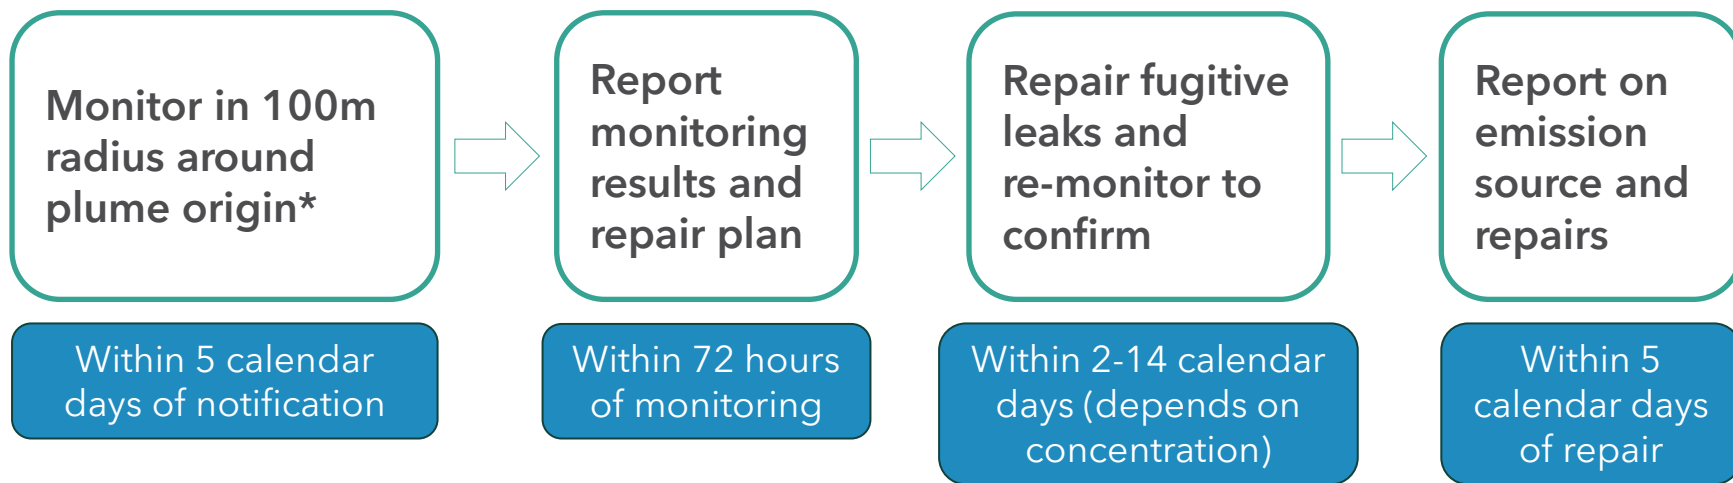 Monitor in 100m
radius around
plume origin*
Report
monitoring
results and
repair plan
Repair fugitive
leaks and
re-monitor to
confirm
Report on
emission
source and
repairs
Within 5 calendar
days of notification
Within 72 hours
of monitoring
Within 2-14 calendar
days (depends on
concentration)
Within 5
calendar days
of repair